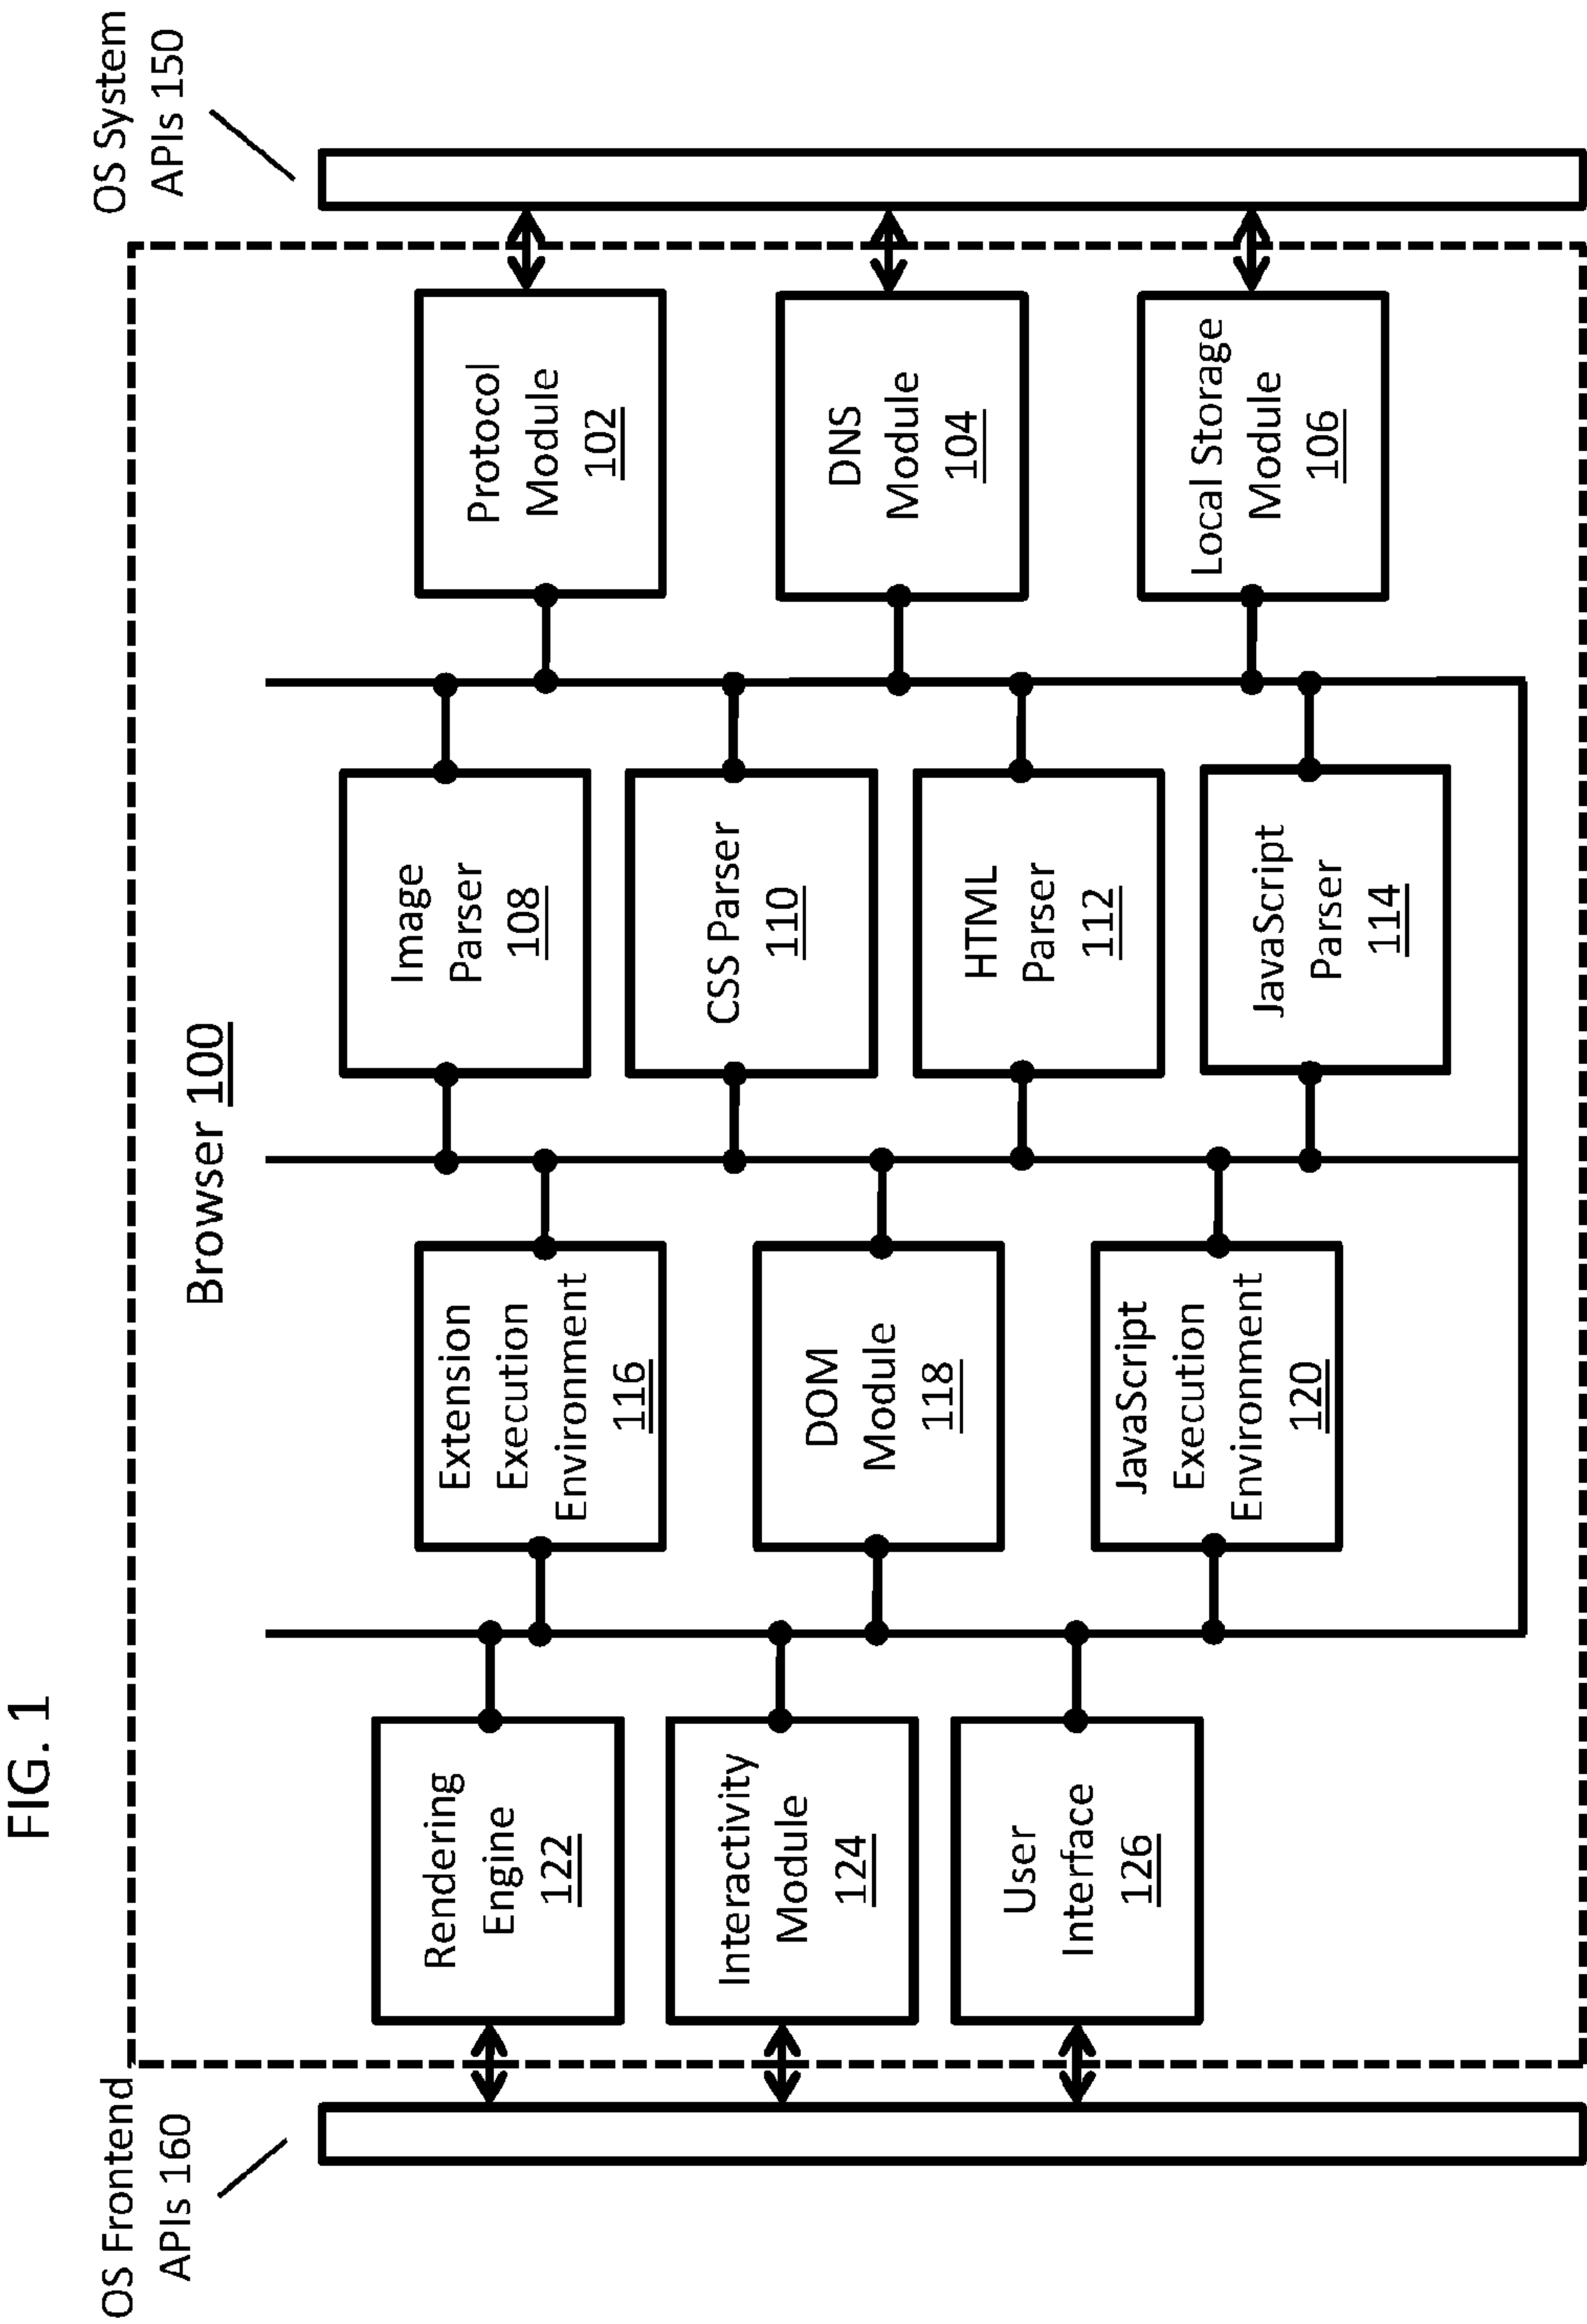 FIG. 1
Browser 100
OS Frontend
APIs 160
OS System
APIs 150
Rendering
Engine
122
Interactivity
Module
124
User
Interface
126
Extension
Execution
Environment
116
DOM
Module
118
JavaScript
Execution
Environment
120
Image
Parser
108
CSS Parser
110
HTML
Parser
112
JavaScript
Parser
114
Protocol
Module
102
DNS
Module
104
Local Storage
Module
106